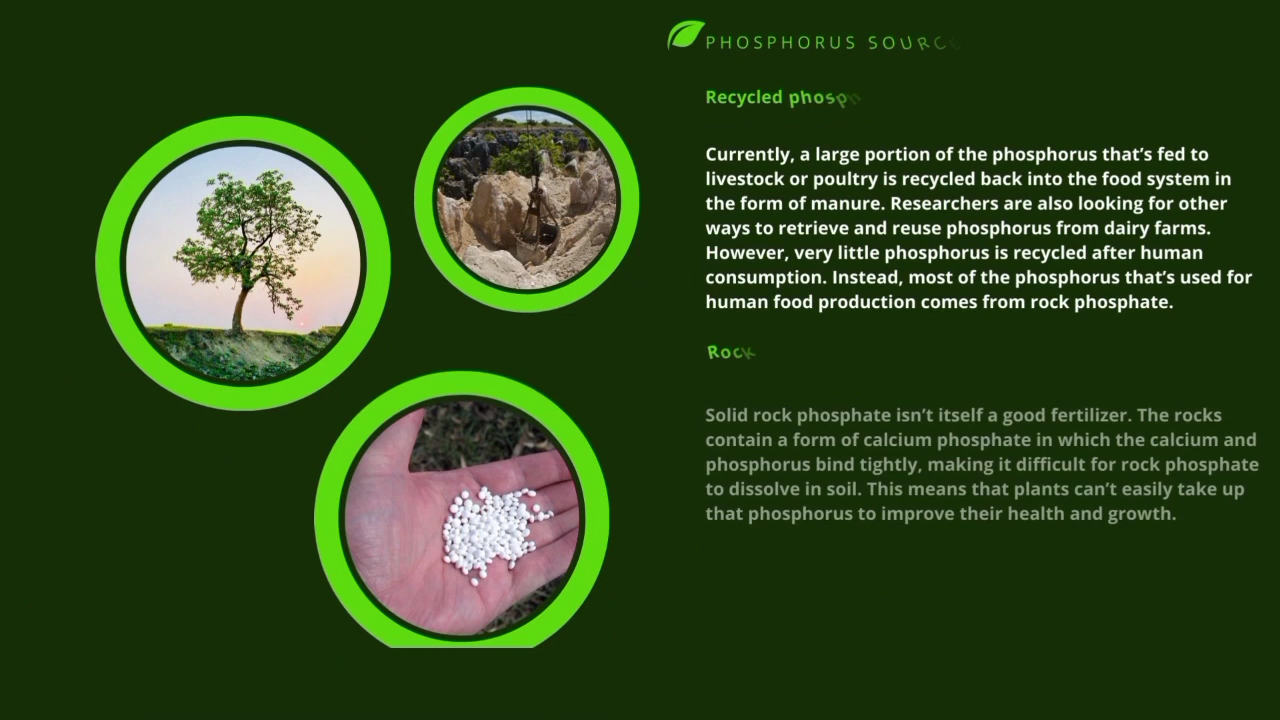 PHOSPHORUS SOURC
Recycled phosp
Currently, a large portion of the phosphorus that’s fed to
livestock or poultry is recycled back into the food system in
the form of manure. Researchers are also looking for other
ways to retrieve and reuse phosphorus from dairy farms.
However, very little phosphorus is recycled after human
consumption. Instead, most of the phosphorus that’s used for
human food production comes from rock phosphate.
Rock
Solid rock phosphate isn’t itself a good fertilizer. The rocks
contain a form of calcium phosphate in which the calcium and
phosphorus bind tightly, making it difficult for rock phosphate
to dissolve in soil. This means that plants can’t easily take up
that phosphorus to improve their health and growth.